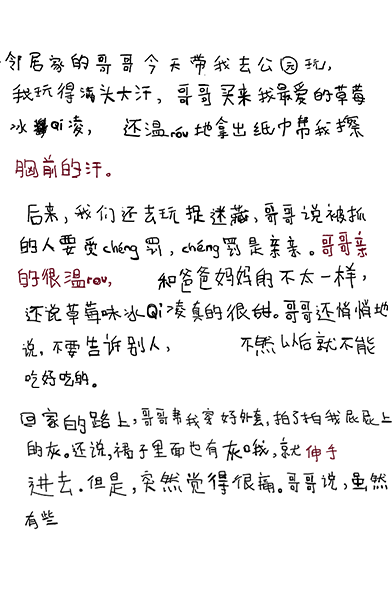 邻居家的哥哥今天带我去公园玩，
我玩得满头大汗，哥哥买来我最爱的草莓
冰Qi凌，还温róu地拿出纸巾帮我擦
胸前的汗。
后来，我们还去玩捉迷藏，哥哥说被抓
的人要受chéng罚，chéng罚是亲亲。哥哥亲
的很温rou，和爸爸妈妈的不太一样，
还说草莓味冰Qi凌真的很甜。哥哥还悄悄地
说，不要告诉别人，不然以后就不能
吃好吃的。
回家的路上，哥哥帮我穿好外套，拍了拍我屁屁上
的灰。还说，裙子里面也有灰哦，就伸手
进去。但是，突然觉得很痛。哥哥说，虽然
有些